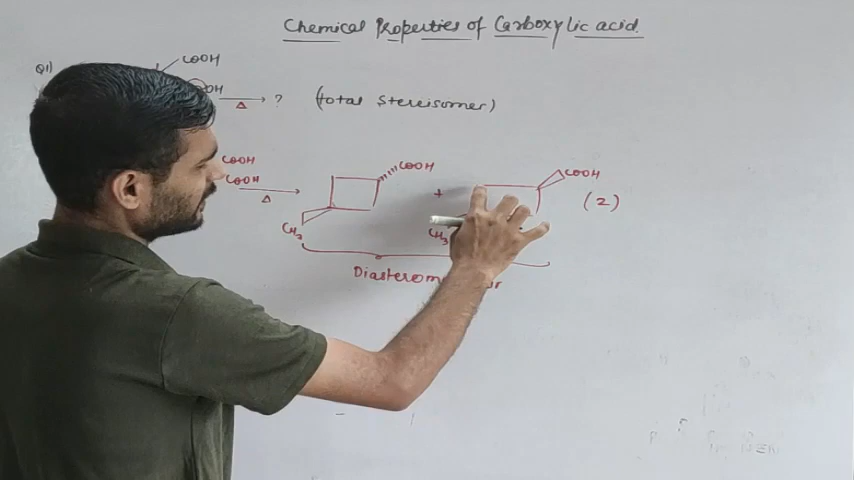 Chemical Properties of Carboxylic acid.
Q1)
COOH
OH
Δ
?
(total stereisomer)
COOH
COOH
Δ
COOH
CH3
+
COOH
CH3
(2)
Diasterom